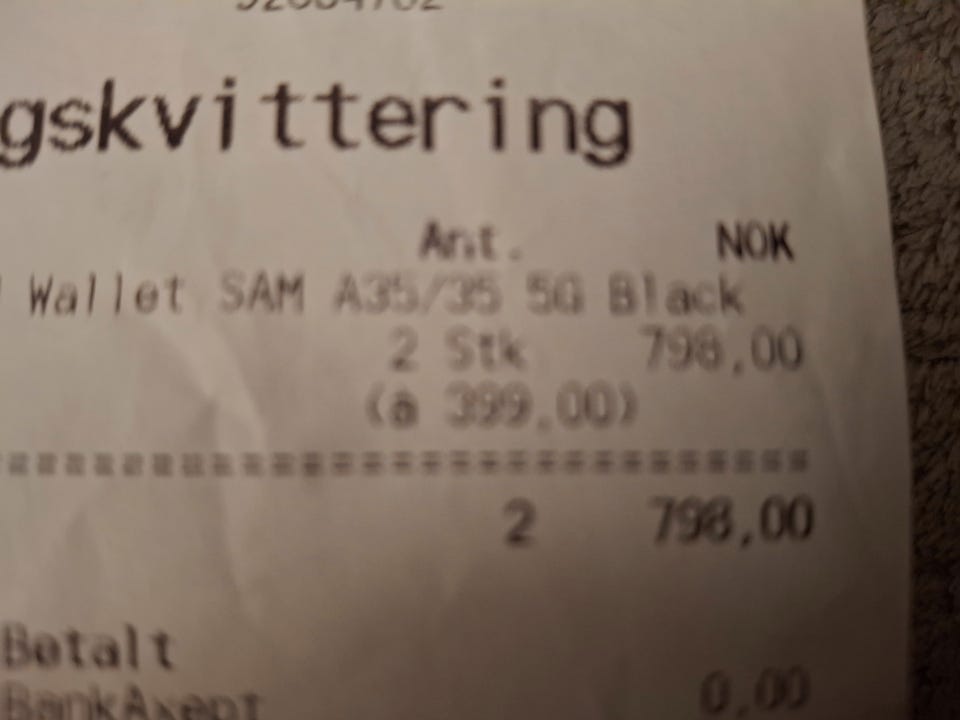 gskvittering
Ant. NOK
Wallet SAM A35/35 5G Black
2 Stk 798,00
(à 399,00)
2 798,00
Betalt
BankAxept 0,00